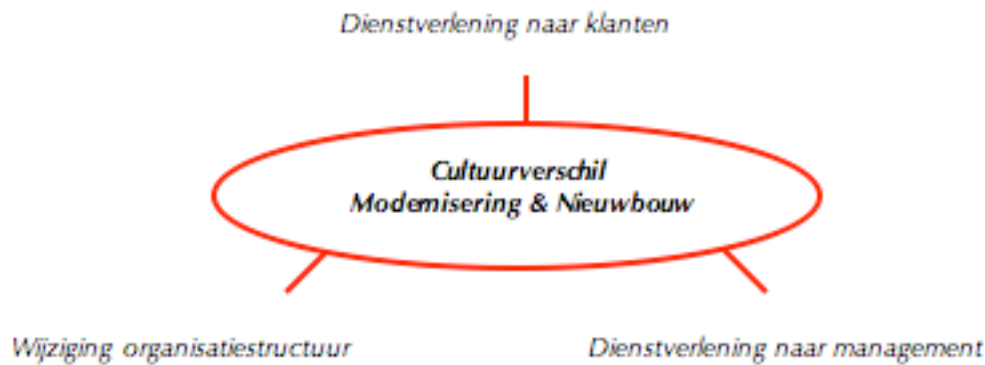 Dienstverlening naar klanten
Cultuurverschil
Modernisering & Nieuwbouw
Wijziging organisatiestructuur
Dienstverlening naar management